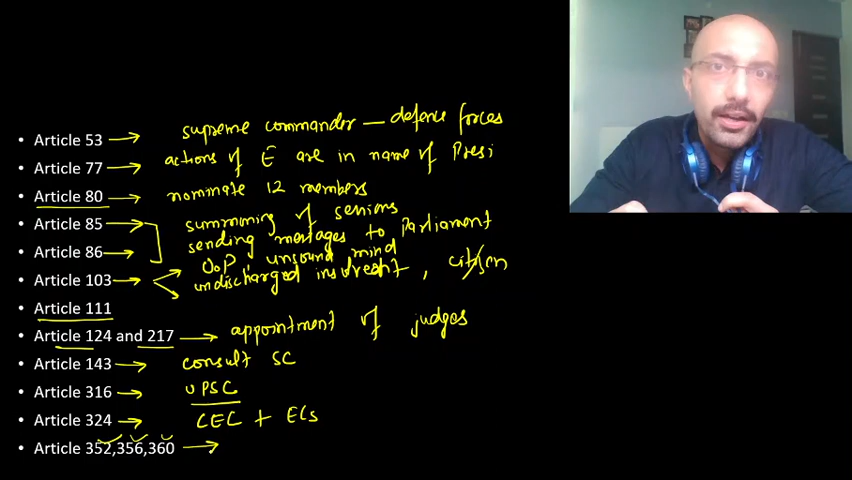 • Article 53 → supreme commander — defence forces
• Article 77 → actions of E are in name of Presi
• Article 80 → nominate 12 members
• Article 85 → summoning of sessions
• Article 86 → sending messages to Parliament
• Article 103 → OoP, unsound mind
undischarged insolvent, citizen
• Article 111
• Article 124 and 217 → appointment of judges
• Article 143 → consult SC
• Article 316 → UPSC
• Article 324 → CEC + ECs
• Article 352,356,360 →